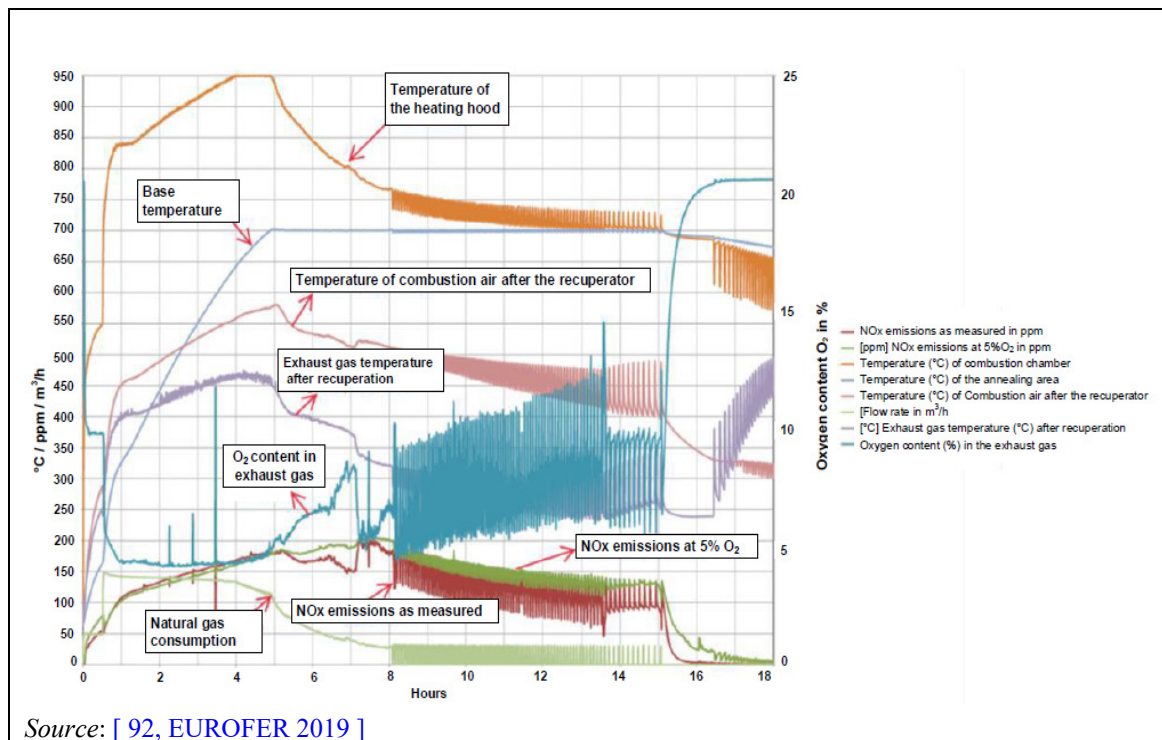 950
900
850
800
750
700
650
600
550
500
450
400
350
300
250
200
150
100
50
0
°C / ppm / m³/h
Temperature of
the heating hood
Base
temperature
Temperature of combustion air after the recuperator
Exhaust gas temperature
after recuperation
O₂ content in
exhaust gas
NOx emissions at 5% O₂
NOx emissions as measured
Natural gas
consumption
0
2
4
6
8
10
12
14
16
18
Hours
25
20
15
10
5
0
Oxygen content O₂ in %
NOx emissions as measured in ppm
[ppm] NOx emissions at 5%O₂ in ppm
Temperature (°C) of combustion chamber
Temperature (°C) of the annealing area
Temperature (°C) of Combustion air after the recuperator
[Flow rate in m³/h
[°C] Exhaust gas temperature (°C) after recuperation
Oxygen content (%) in the exhaust gas
Source: [ 92, EUROFER 2019 ]